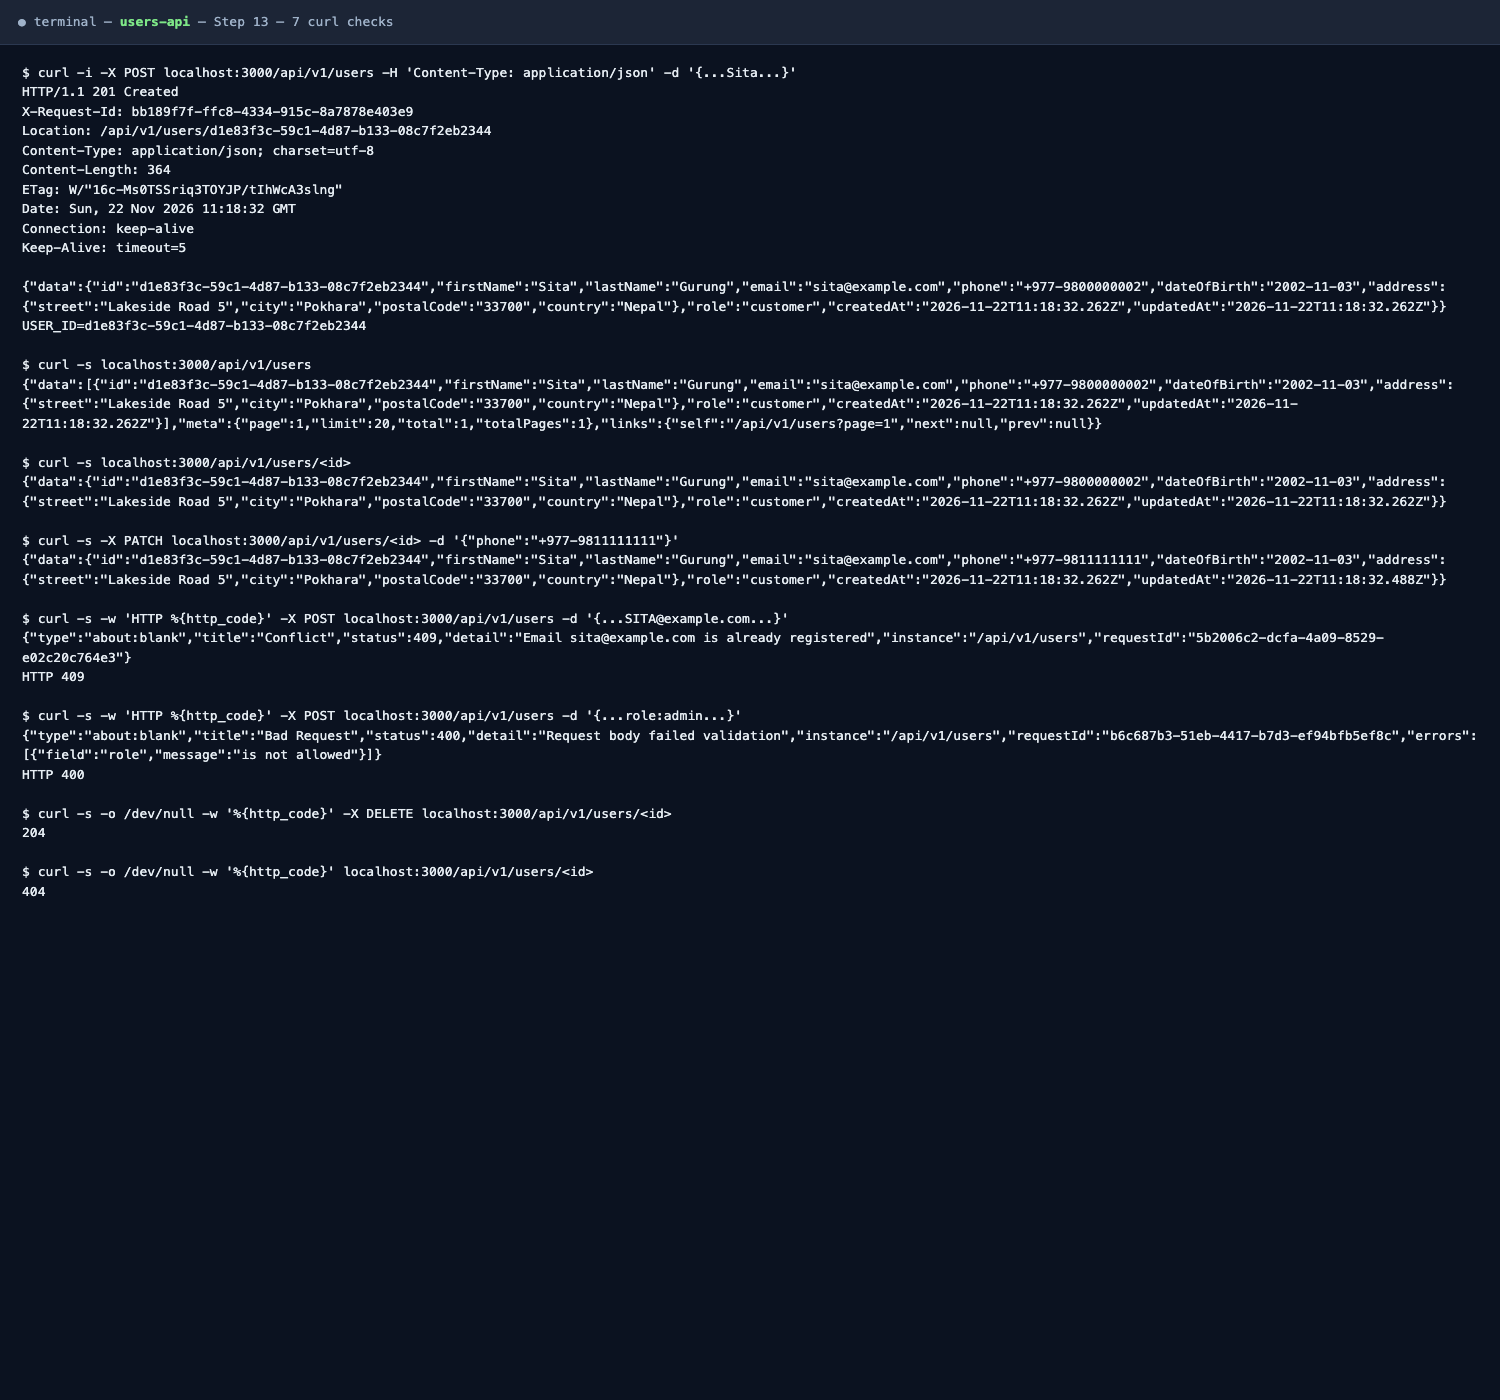 ● terminal — users-api — Step 13 — 7 curl checks
$ curl -i -X POST localhost:3000/api/v1/users -H 'Content-Type: application/json' -d '{...Sita...}'
HTTP/1.1 201 Created
X-Request-Id: bb189f7f-ffc8-4334-915c-8a7878e403e9
Location: /api/v1/users/d1e83f3c-59c1-4d87-b133-08c7f2eb2344
Content-Type: application/json; charset=utf-8
Content-Length: 364
ETag: W/"16c-Ms0TSSriq3TOYJP/tIhWcA3slng"
Date: Sun, 22 Nov 2026 11:18:32 GMT
Connection: keep-alive
Keep-Alive: timeout=5
{"data":{"id":"d1e83f3c-59c1-4d87-b133-08c7f2eb2344","firstName":"Sita","lastName":"Gurung","email":"sita@example.com","phone":"+977-9800000002","dateOfBirth":"2002-11-03","address":
{"street":"Lakeside Road 5","city":"Pokhara","postalCode":"33700","country":"Nepal"},"role":"customer","createdAt":"2026-11-22T11:18:32.262Z","updatedAt":"2026-11-22T11:18:32.262Z"}}
USER_ID=d1e83f3c-59c1-4d87-b133-08c7f2eb2344
$ curl -s localhost:3000/api/v1/users
{"data":[{"id":"d1e83f3c-59c1-4d87-b133-08c7f2eb2344","firstName":"Sita","lastName":"Gurung","email":"sita@example.com","phone":"+977-9800000002","dateOfBirth":"2002-11-03","address":
{"street":"Lakeside Road 5","city":"Pokhara","postalCode":"33700","country":"Nepal"},"role":"customer","createdAt":"2026-11-22T11:18:32.262Z","updatedAt":"2026-11-
22T11:18:32.262Z"}],"meta":{"page":1,"limit":20,"total":1,"totalPages":1},"links":{"self":"/api/v1/users?page=1","next":null,"prev":null}}
$ curl -s localhost:3000/api/v1/users/<id>
{"data":{"id":"d1e83f3c-59c1-4d87-b133-08c7f2eb2344","firstName":"Sita","lastName":"Gurung","email":"sita@example.com","phone":"+977-9800000002","dateOfBirth":"2002-11-03","address":
{"street":"Lakeside Road 5","city":"Pokhara","postalCode":"33700","country":"Nepal"},"role":"customer","createdAt":"2026-11-22T11:18:32.262Z","updatedAt":"2026-11-22T11:18:32.262Z"}}
$ curl -s -X PATCH localhost:3000/api/v1/users/<id> -d '{"phone":"+977-9811111111"}'
{"data":{"id":"d1e83f3c-59c1-4d87-b133-08c7f2eb2344","firstName":"Sita","lastName":"Gurung","email":"sita@example.com","phone":"+977-9811111111","dateOfBirth":"2002-11-03","address":
{"street":"Lakeside Road 5","city":"Pokhara","postalCode":"33700","country":"Nepal"},"role":"customer","createdAt":"2026-11-22T11:18:32.262Z","updatedAt":"2026-11-22T11:18:32.488Z"}}
$ curl -s -w 'HTTP %{http_code}' -X POST localhost:3000/api/v1/users -d '{...SITA@example.com...}'
{"type":"about:blank","title":"Conflict","status":409,"detail":"Email sita@example.com is already registered","instance":"/api/v1/users","requestId":"5b2006c2-dcfa-4a09-8529-
e02c20c764e3"}
HTTP 409
$ curl -s -w 'HTTP %{http_code}' -X POST localhost:3000/api/v1/users -d '{...role:admin...}'
{"type":"about:blank","title":"Bad Request","status":400,"detail":"Request body failed validation","instance":"/api/v1/users","requestId":"b6c687b3-51eb-4417-b7d3-ef94bfb5ef8c","errors":
[{"field":"role","message":"is not allowed"}]}
HTTP 400
$ curl -s -o /dev/null -w '%{http_code}' -X DELETE localhost:3000/api/v1/users/<id>
204
$ curl -s -o /dev/null -w '%{http_code}' localhost:3000/api/v1/users/<id>
404